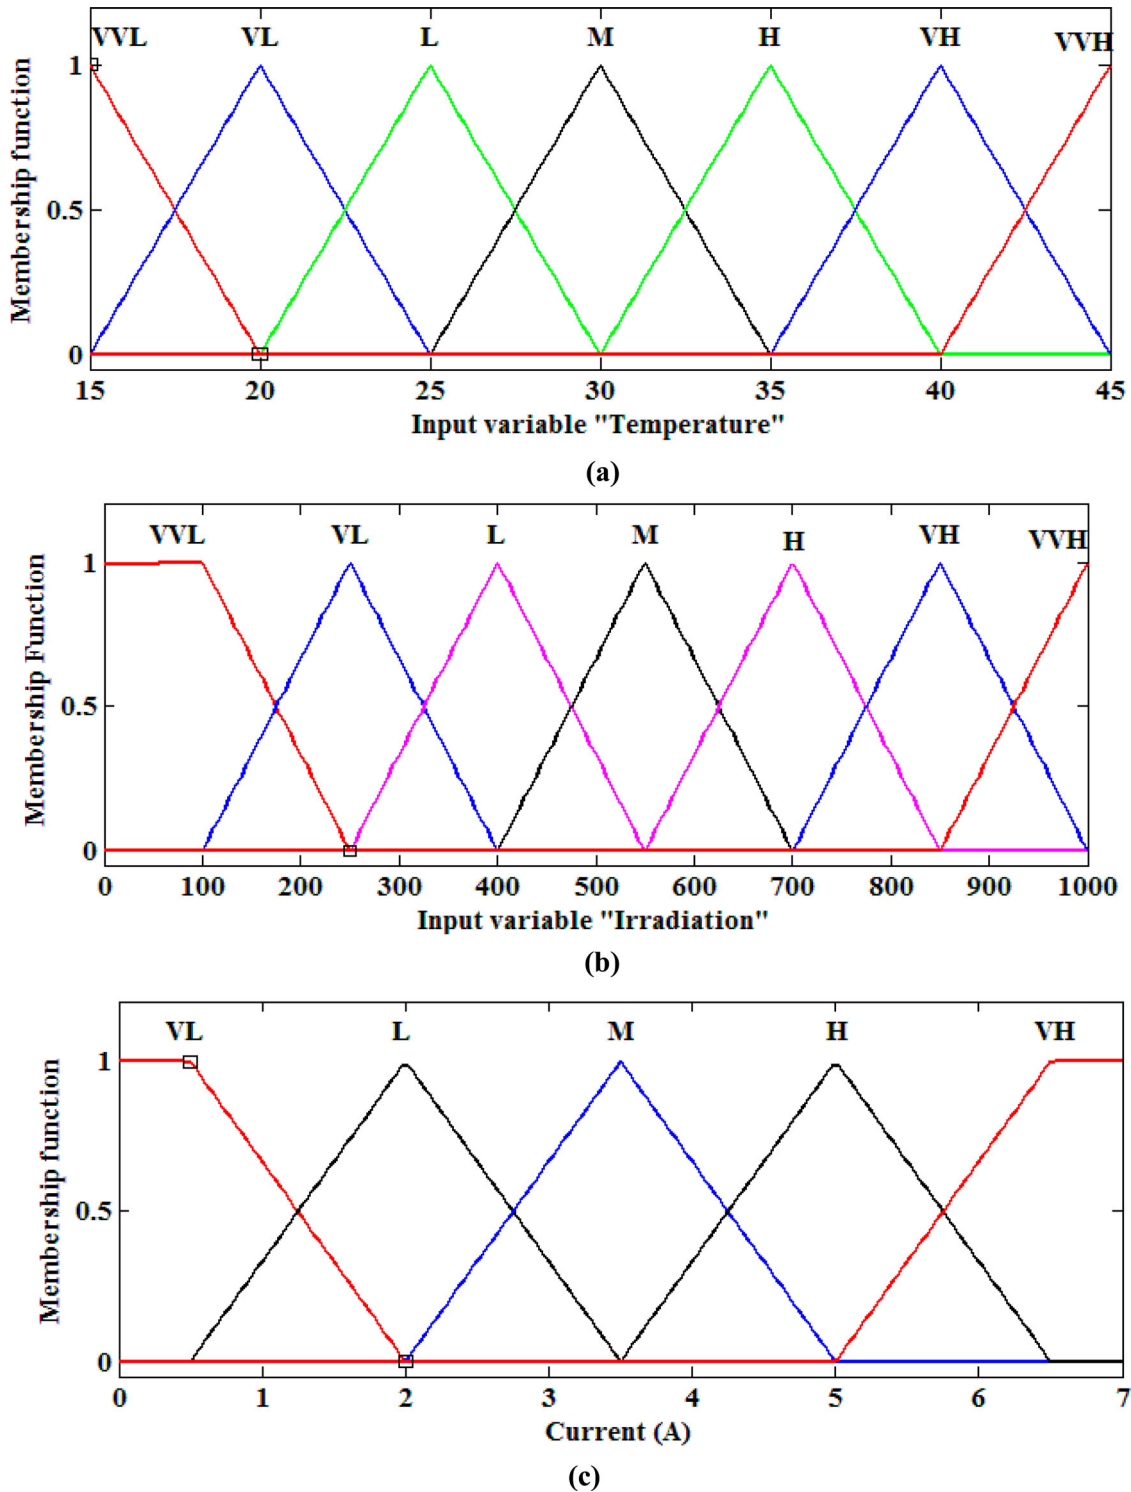 VVL VL L M H VH VVH
1
0.5
0
Membership function
15 20 25 30 35 40 45
Input variable "Temperature"
(a)
VVL VL L M H VH VVH
1
0.5
0
Membership Function
0 100 200 300 400 500 600 700 800 900 1000
Input variable "Irradiation"
(b)
VL L M H VH
1
0.5
0
Membership function
0 1 2 3 4 5 6 7
Current (A)
(c)